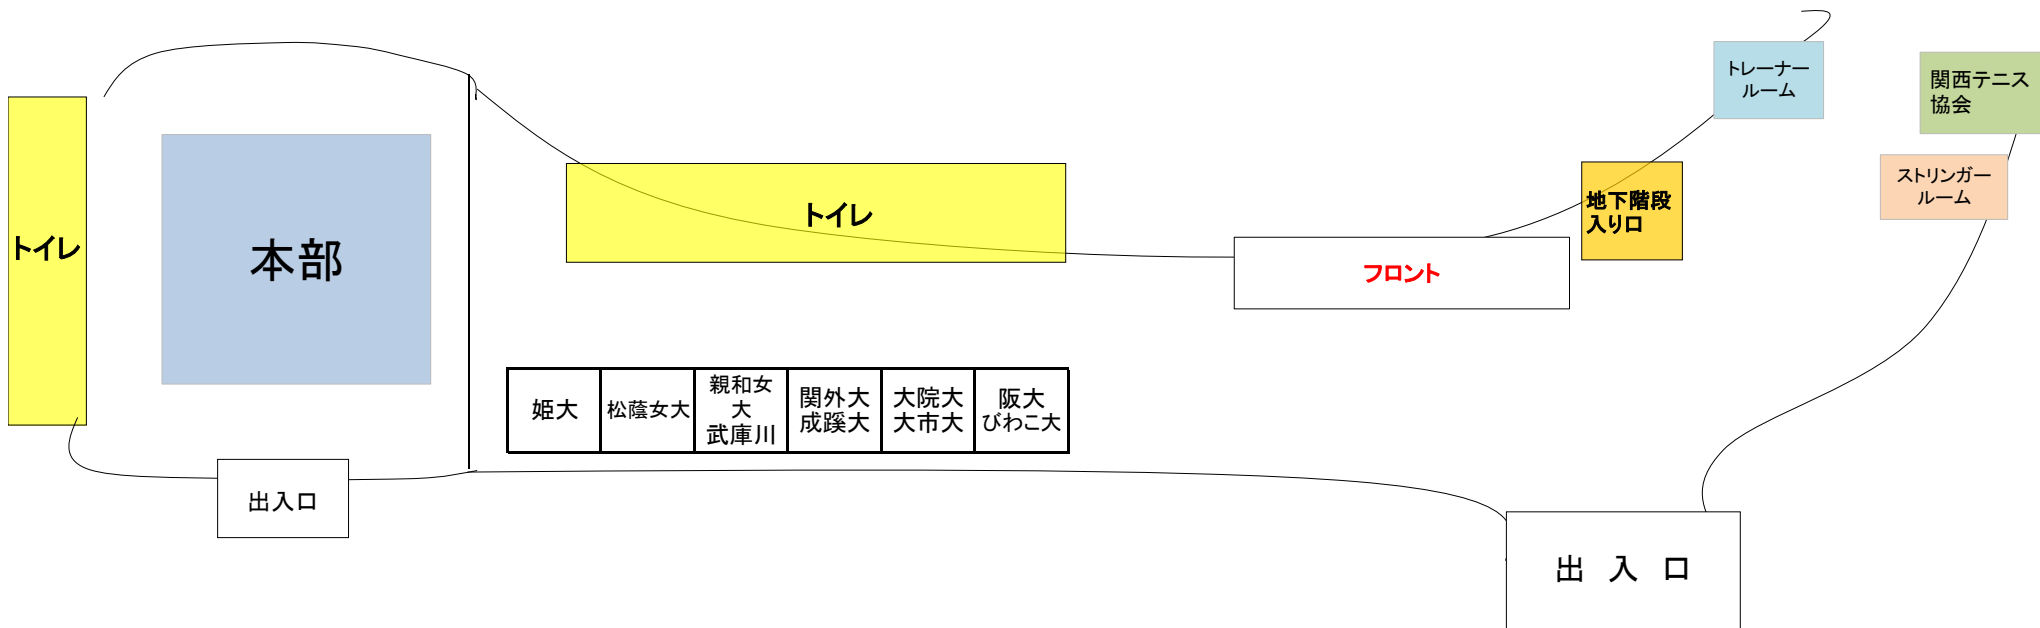 トレーナー
ルーム
関西テニス
協会
ストリンガー
ルーム
地下階段
入り口
トイレ
トイレ
本部
フロント
姫大
松蔭女大
親和女
大
武庫川
関外大
成蹊大
大院大
大市大
阪大
びわこ大
出入口
出 入 口